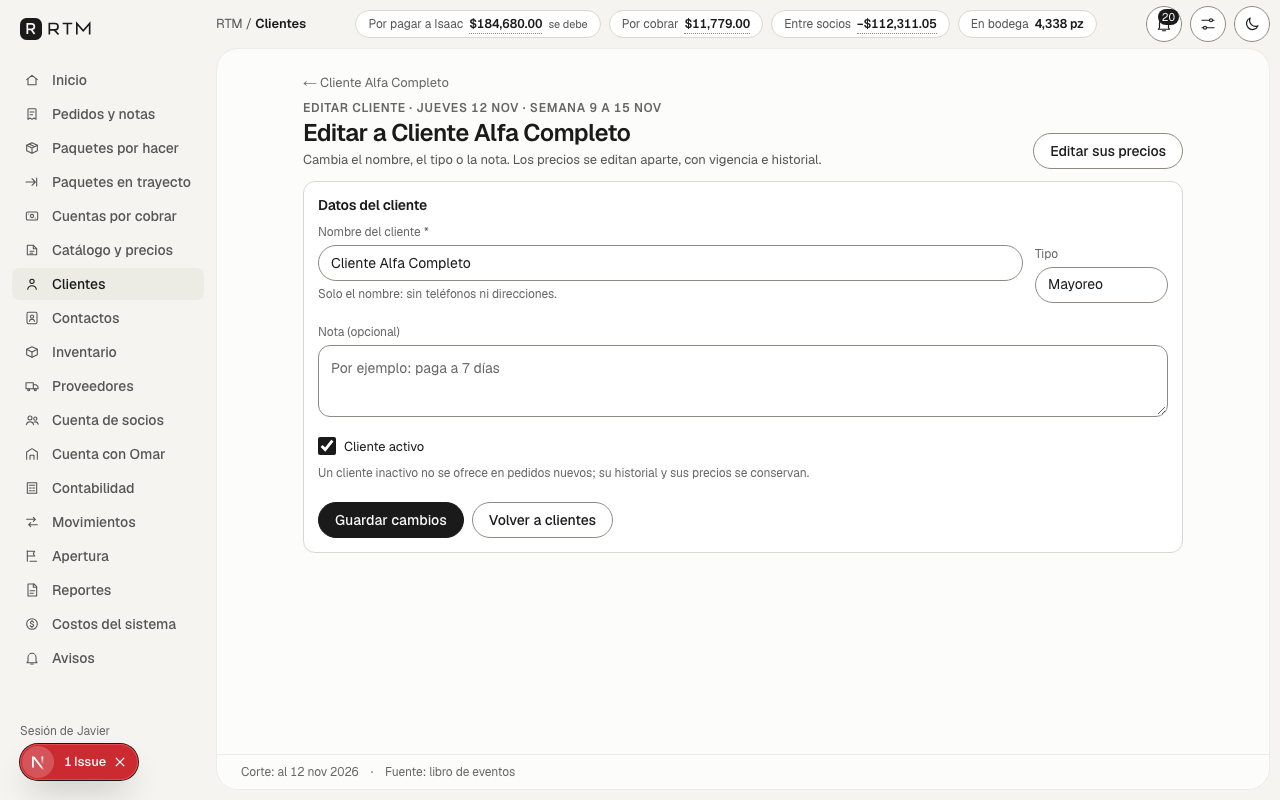 R RTM
RTM / Clientes
Por pagar a Isaac $184,680.00 se debe
Por cobrar $11,779.00
Entre socios −$112,311.05
En bodega 4,338 pz
20
Inicio
Pedidos y notas
Paquetes por hacer
Paquetes en trayecto
Cuentas por cobrar
Catálogo y precios
Clientes
Contactos
Inventario
Proveedores
Cuenta de socios
Cuenta con Omar
Contabilidad
Movimientos
Apertura
Reportes
Costos del sistema
Avisos
Sesión de Javier
N 1 Issue
← Cliente Alfa Completo
EDITAR CLIENTE · JUEVES 12 NOV · SEMANA 9 A 15 NOV
Editar a Cliente Alfa Completo
Cambia el nombre, el tipo o la nota. Los precios se editan aparte, con vigencia e historial.
Editar sus precios
Datos del cliente
Nombre del cliente *
Cliente Alfa Completo
Solo el nombre: sin teléfonos ni direcciones.
Tipo
Mayoreo
Nota (opcional)
Por ejemplo: paga a 7 días
Cliente activo
Un cliente inactivo no se ofrece en pedidos nuevos; su historial y sus precios se conservan.
Guardar cambios
Volver a clientes
Corte: al 12 nov 2026 · Fuente: libro de eventos